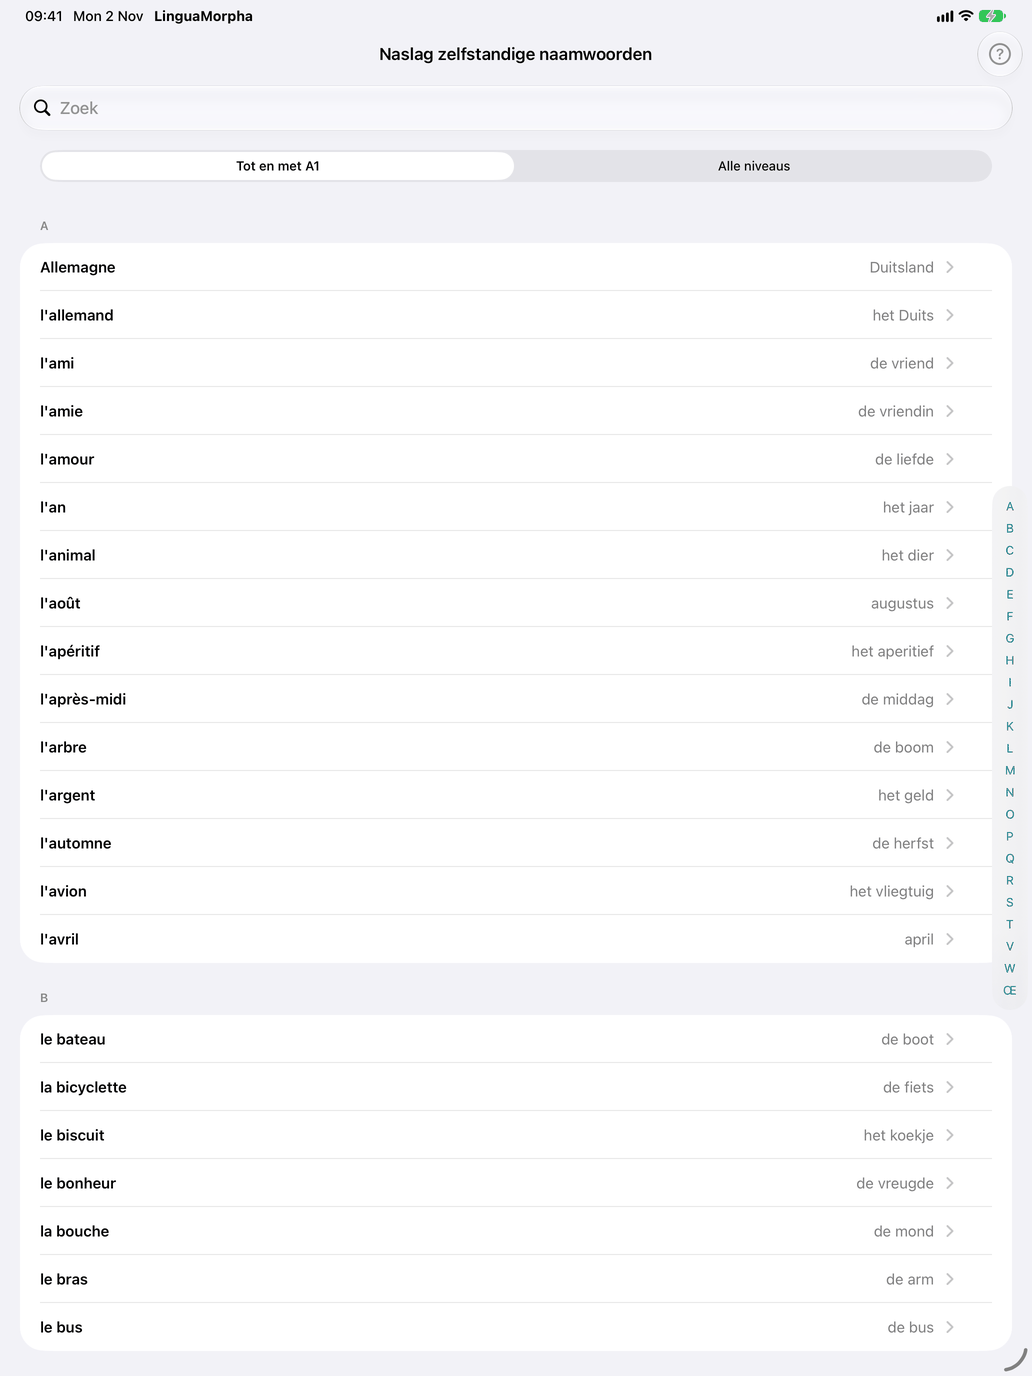 09:41 Mon 2 Nov LinguaMorpha
Naslag zelfstandige naamwoorden
?
Zoek
Tot en met A1 Alle niveaus
A
Allemagne Duitsland
l'allemand het Duits
l'ami de vriend
l'amie de vriendin
l'amour de liefde
l'an het jaar
l'animal het dier
l'août augustus
l'apéritif het aperitief
l'après-midi de middag
l'arbre de boom
l'argent het geld
l'automne de herfst
l'avion het vliegtuig
l'avril april
B
le bateau de boot
la bicyclette de fiets
le biscuit het koekje
le bonheur de vreugde
la bouche de mond
le bras de arm
le bus de bus
A
B
C
D
E
F
G
H
I
J
K
L
M
N
O
P
Q
R
S
T
V
W
Œ